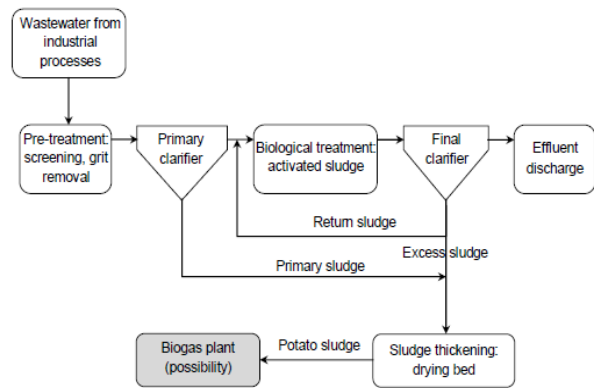 Wastewater from
industrial
processes
Pre-treatment:
screening, grit
removal
Primary
clarifier
Biological treatment:
activated sludge
Final
clarifier
Effluent
discharge
Return sludge
Excess sludge
Primary sludge
Biogas plant
(possibility)
Potato sludge
Sludge thickening:
drying bed